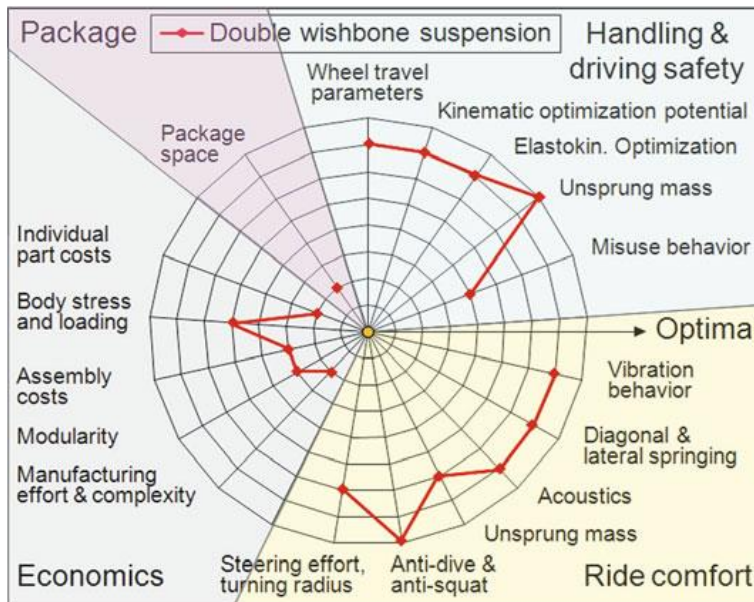 Package
Double wishbone suspension
Handling &
driving safety
Wheel travel
parameters
Kinematic optimization potential
Elastokin. Optimization
Unsprung mass
Misuse behavior
Package
space
Individual
part costs
Body stress
and loading
Optima
Assembly
costs
Vibration
behavior
Modularity
Diagonal &
lateral springing
Manufacturing
effort & complexity
Acoustics
Unsprung mass
Steering effort,
turning radius
Anti-dive &
anti-squat
Economics
Ride comfort